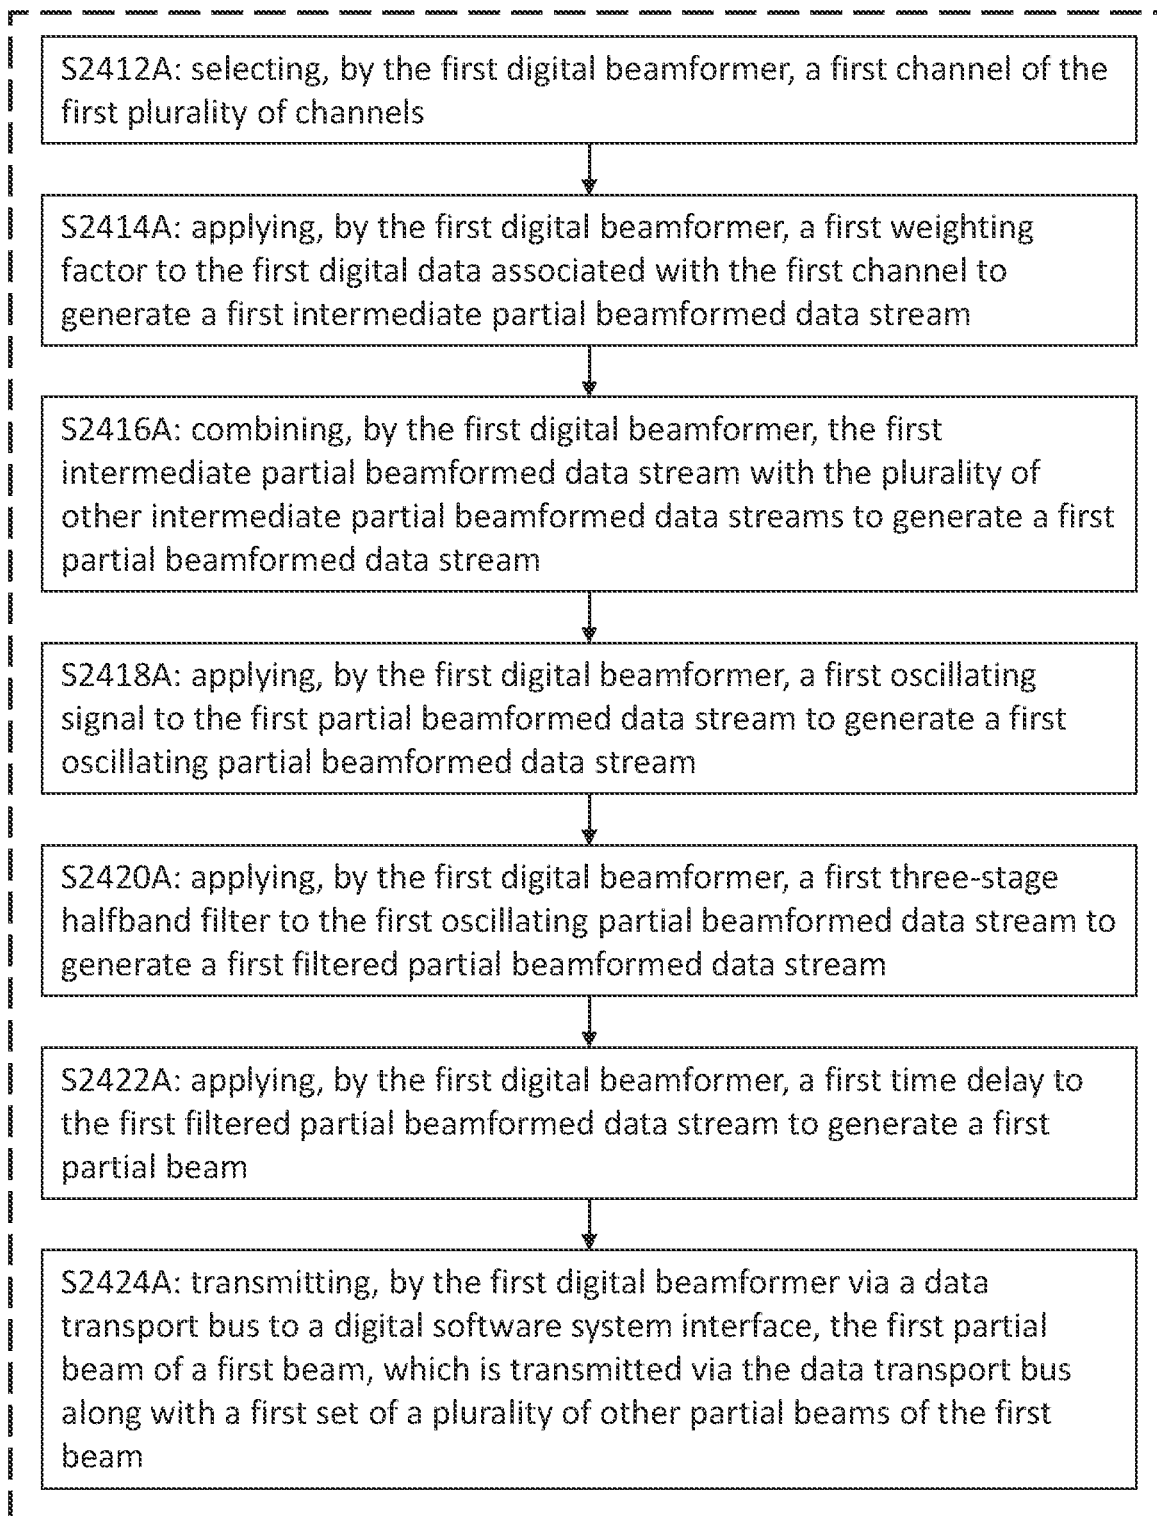 S2412A: selecting, by the first digital beamformer, a first channel of the
first plurality of channels
S2414A: applying, by the first digital beamformer, a first weighting
factor to the first digital data associated with the first channel to
generate a first intermediate partial beamformed data stream
S2416A: combining, by the first digital beamformer, the first
intermediate partial beamformed data stream with the plurality of
other intermediate partial beamformed data streams to generate a first
partial beamformed data stream
S2418A: applying, by the first digital beamformer, a first oscillating
signal to the first partial beamformed data stream to generate a first
oscillating partial beamformed data stream
S2420A: applying, by the first digital beamformer, a first three-stage
halfband filter to the first oscillating partial beamformed data stream to
generate a first filtered partial beamformed data stream
S2422A: applying, by the first digital beamformer, a first time delay to
the first filtered partial beamformed data stream to generate a first
partial beam
S2424A: transmitting, by the first digital beamformer via a data
transport bus to a digital software system interface, the first partial
beam of a first beam, which is transmitted via the data transport bus
along with a first set of a plurality of other partial beams of the first
beam